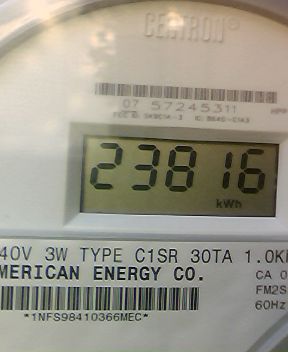 CENTRON®
07 57245311
23816
kWh
40V 3W TYPE C1SR 30TA 1.0K
MERICAN ENERGY CO.
CA 0
FM2S
60Hz
*1NFS98410366MEC*